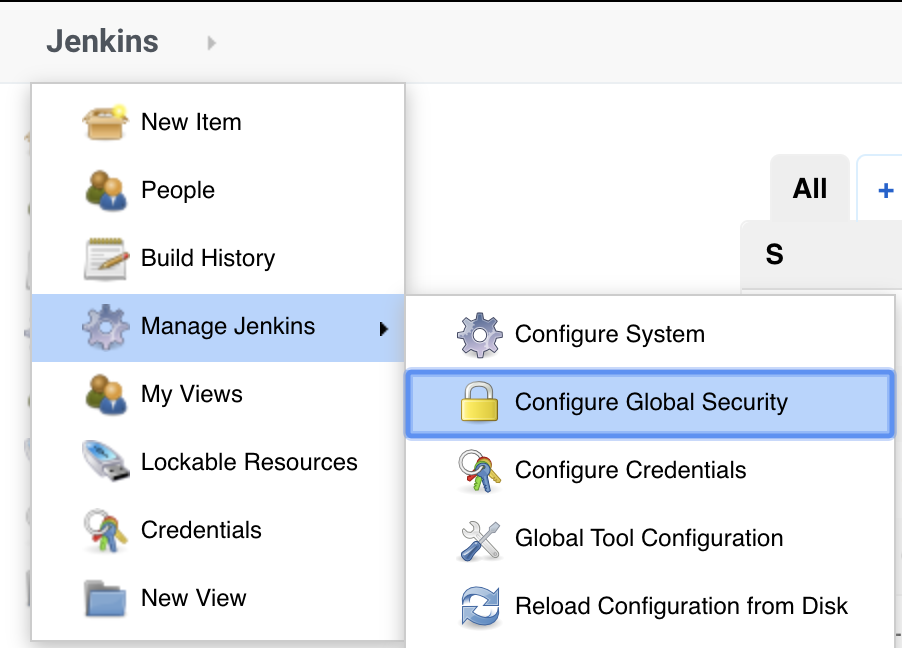 Jenkins
New Item
People
Build History
Manage Jenkins
My Views
Lockable Resources
Credentials
New View
All
+
S
Configure System
Configure Global Security
Configure Credentials
Global Tool Configuration
Reload Configuration from Disk